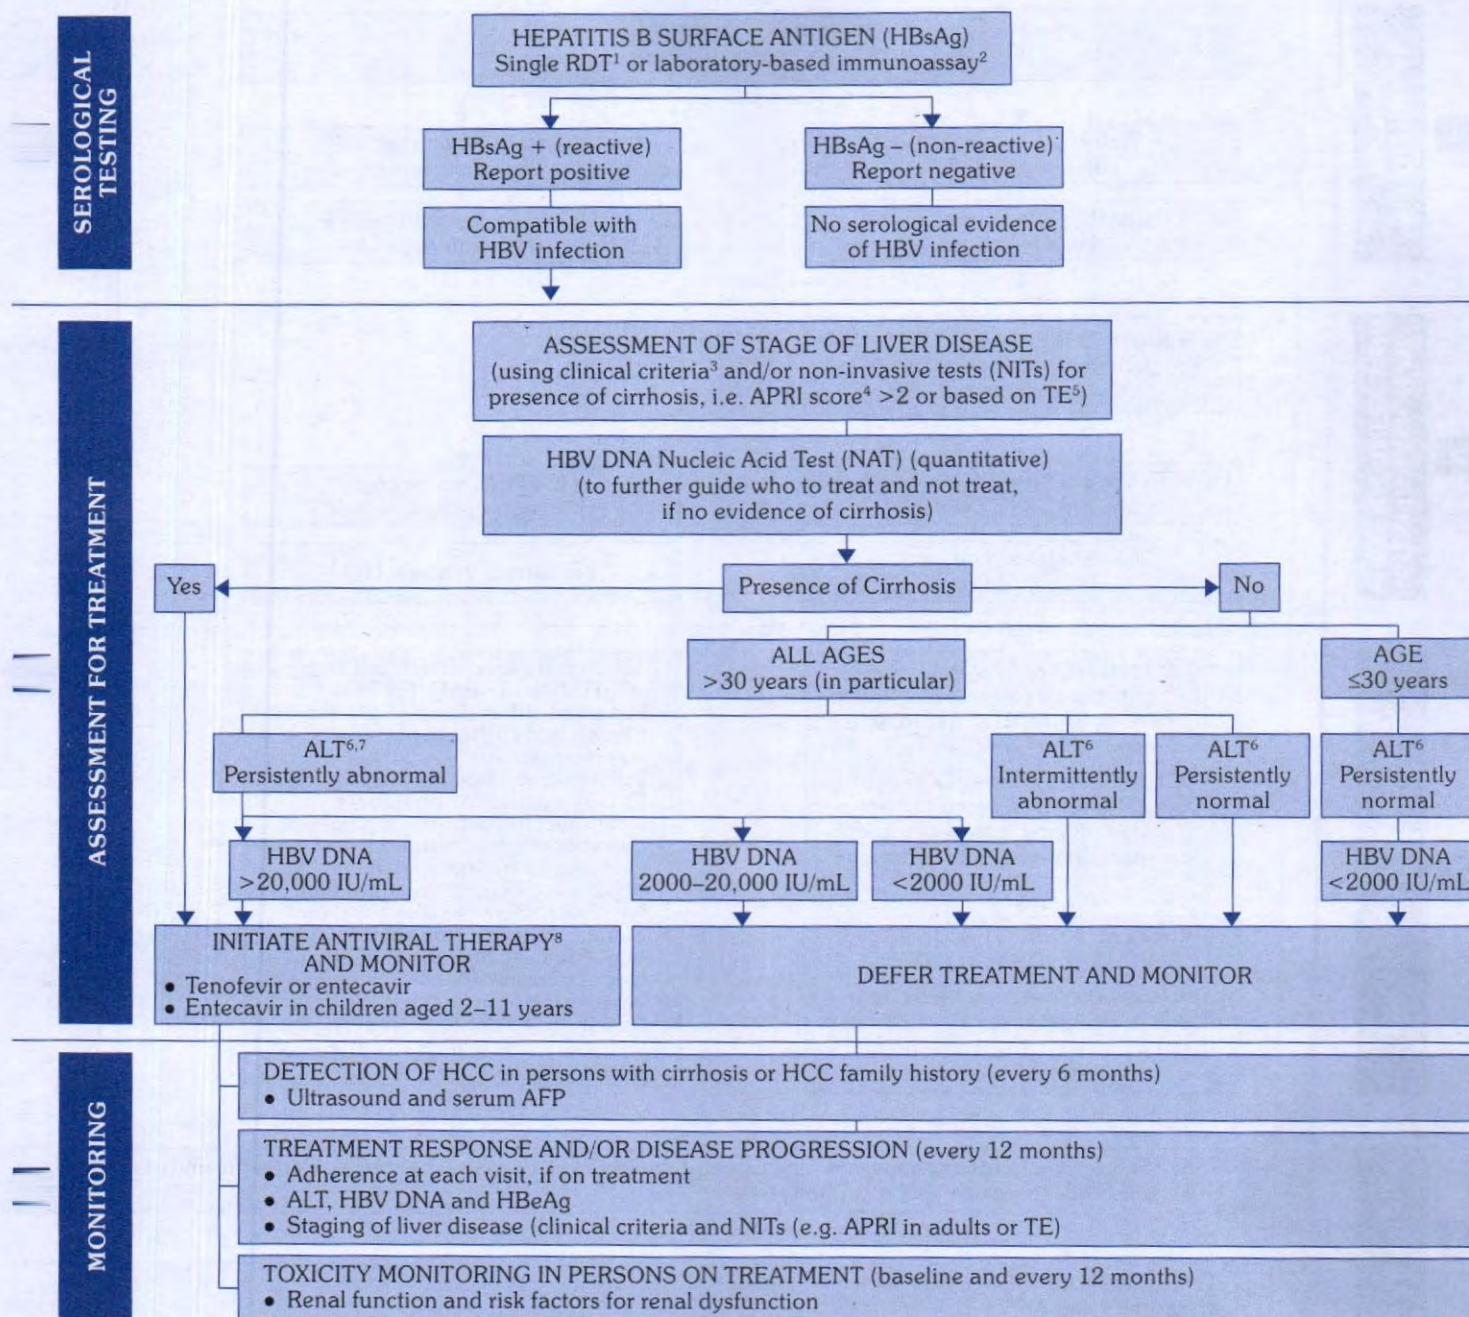 SEROLOGICAL
TESTING
HEPATITIS B SURFACE ANTIGEN (HBsAg)
Single RDT¹ or laboratory-based immunoassay²
HBsAg + (reactive)
Report positive
HBsAg – (non-reactive)
Report negative
Compatible with
HBV infection
No serological evidence
of HBV infection
ASSESSMENT FOR TREATMENT
ASSESSMENT OF STAGE OF LIVER DISEASE
(using clinical criteria³ and/or non-invasive tests (NITs) for
presence of cirrhosis, i.e. APRI score⁴ >2 or based on TE⁵)
HBV DNA Nucleic Acid Test (NAT) (quantitative)
(to further guide who to treat and not treat,
if no evidence of cirrhosis)
Yes
Presence of Cirrhosis
No
ALL AGES
>30 years (in particular)
AGE
≤30 years
ALT⁶,⁷
Persistently abnormal
ALT⁶
Intermittently
abnormal
ALT⁶
Persistently
normal
ALT⁶
Persistently
normal
HBV DNA
>20,000 IU/mL
HBV DNA
2000–20,000 IU/mL
HBV DNA
<2000 IU/mL
HBV DNA
<2000 IU/mL
INITIATE ANTIVIRAL THERAPY⁸
AND MONITOR
• Tenofevir or entecavir
• Entecavir in children aged 2–11 years
DEFER TREATMENT AND MONITOR
MONITORING
DETECTION OF HCC in persons with cirrhosis or HCC family history (every 6 months)
• Ultrasound and serum AFP
TREATMENT RESPONSE AND/OR DISEASE PROGRESSION (every 12 months)
• Adherence at each visit, if on treatment
• ALT, HBV DNA and HBeAg
• Staging of liver disease (clinical criteria and NITs (e.g. APRI in adults or TE)
TOXICITY MONITORING IN PERSONS ON TREATMENT (baseline and every 12 months)
• Renal function and risk factors for renal dysfunction